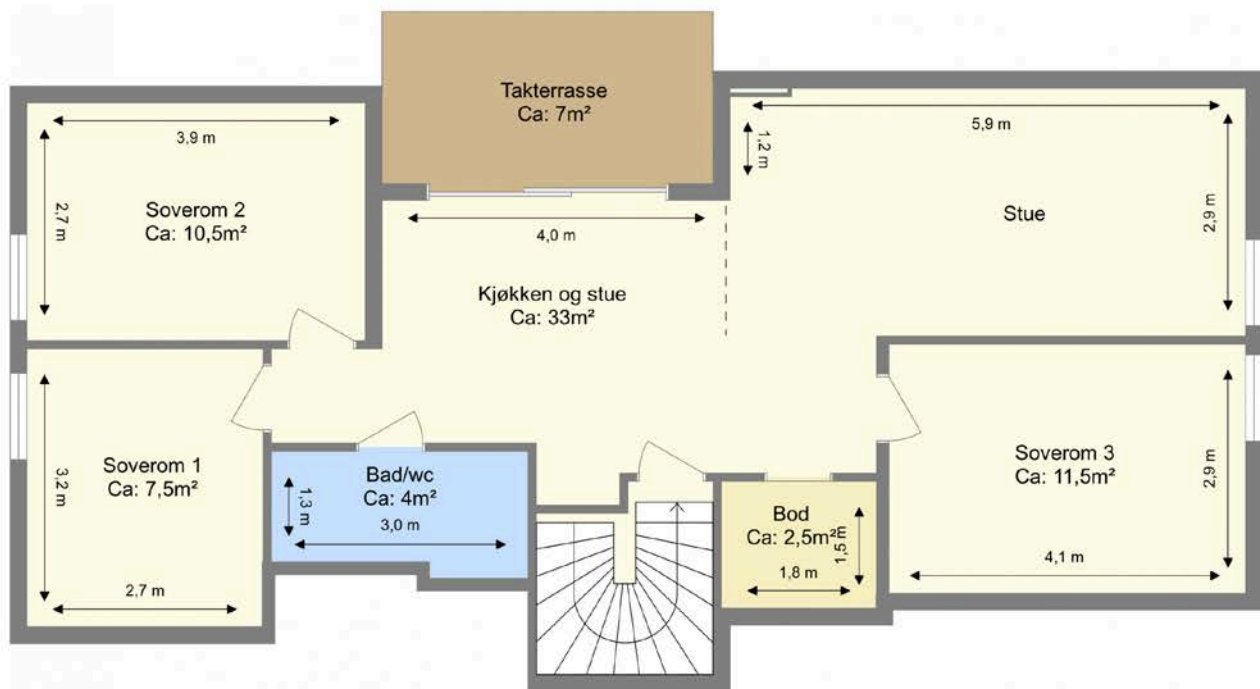 Takterrasse
Ca: 7m²
3,9 m
2,7 m
Soverom 2
Ca: 10,5m²
4,0 m
Kjøkken og stue
Ca: 33m²
1,2 m
5,9 m
Stue
2,9 m
Soverom 1
Ca: 7,5m²
3,2 m
2,7 m
Bad/wc
Ca: 4m²
1,3 m
3,0 m
Bod
Ca: 2,5m²
1,5 m
1,8 m
Soverom 3
Ca: 11,5m²
2,9 m
4,1 m